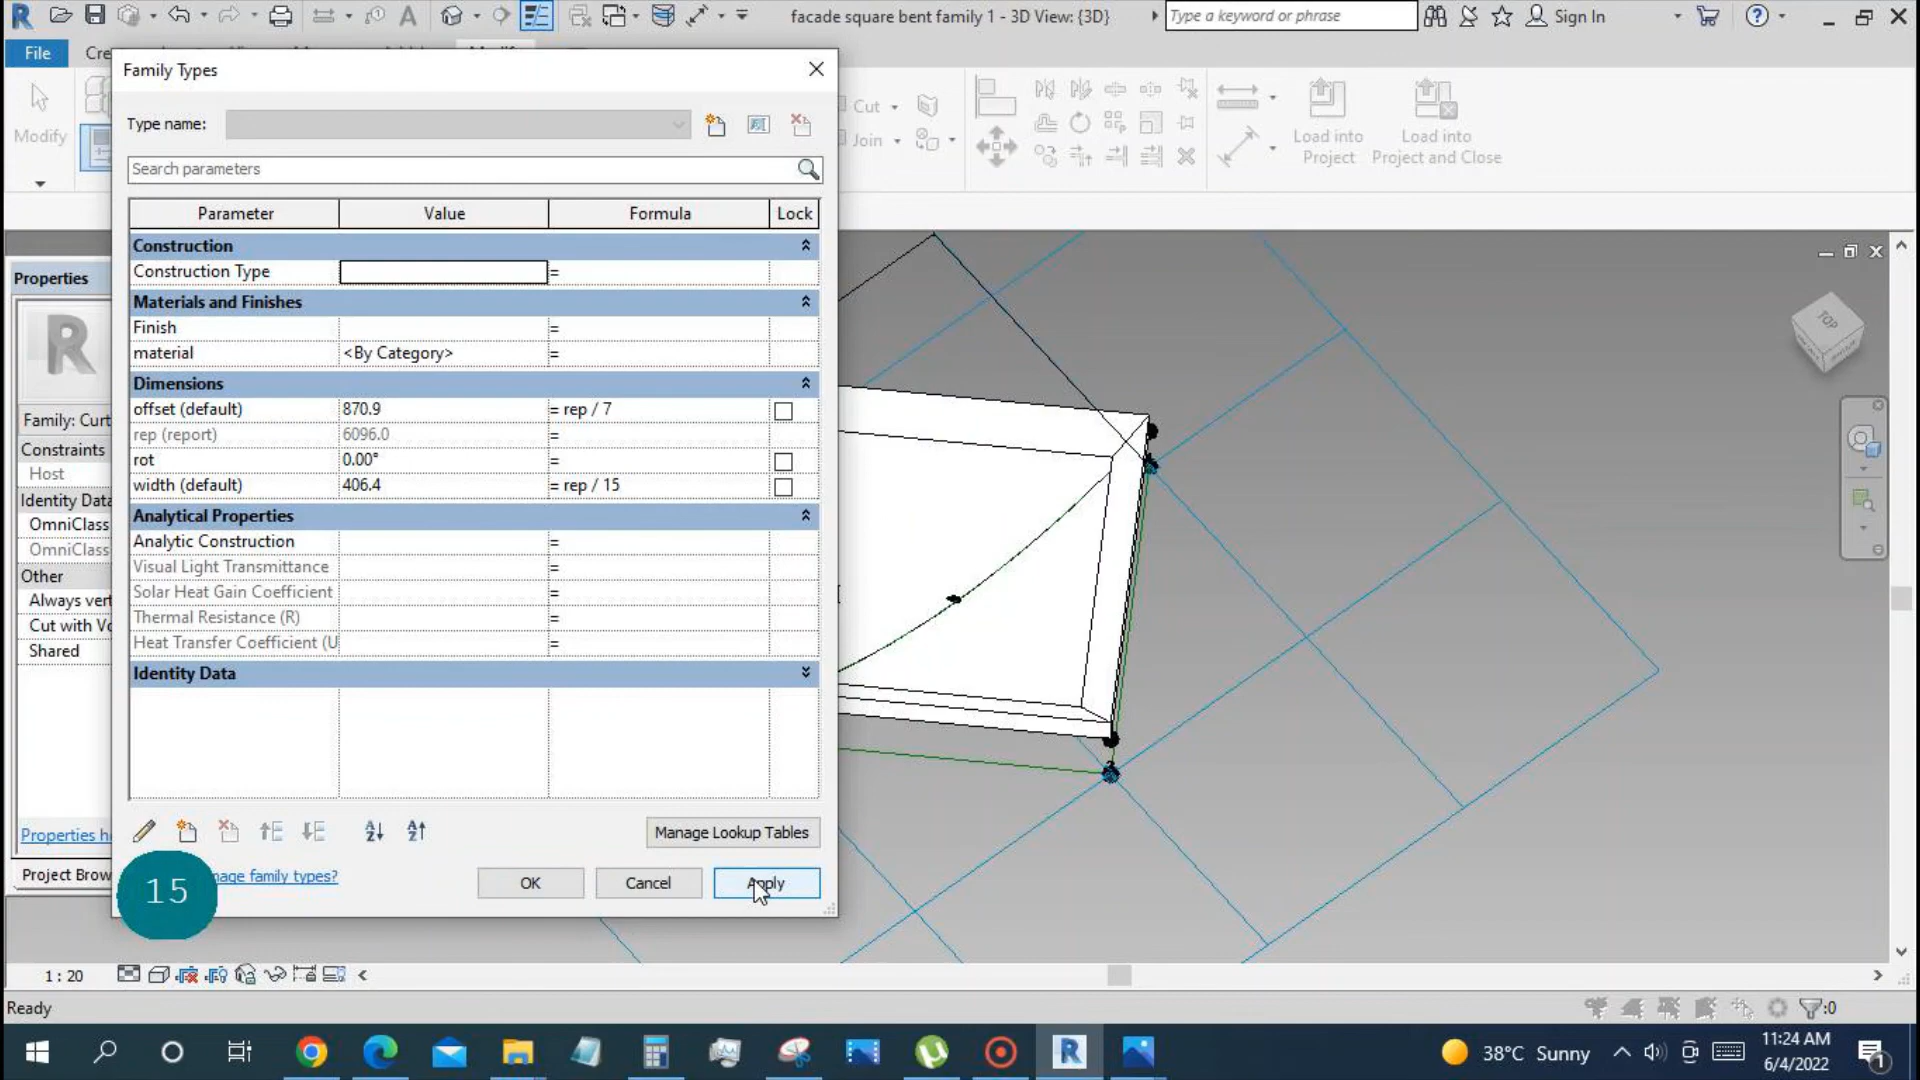 facade square bent family 1 - 3D View: {3D}
Type a keyword or phrase
Sign In
File
Cre
Family Types
Type name:
Search parameters
Parameter Value Formula Lock
Construction
Construction Type =
Materials and Finishes
Finish =
material <By Category> =
Dimensions
offset (default) 870.9 = rep / 7
rep (report) 6096.0 =
rot 0.00° =
width (default) 406.4 = rep / 15
Analytical Properties
Analytic Construction =
Visual Light Transmittance =
Solar Heat Gain Coefficient =
Thermal Resistance (R) =
Heat Transfer Coefficient (U =
Identity Data
Manage Lookup Tables
nage family types?
OK Cancel Apply
15
Modify
Cut
Join
Load into
Project
Load into
Project and Close
Properties
R
Family: Curt
Constraints
Host
Identity Data
OmniClass
OmniClass
Other
Always vert
Cut with Vo
Shared
Properties he
Project Brow
TOP
1 : 20
Ready
:0
38°C Sunny
11:24 AM
6/4/2022
1